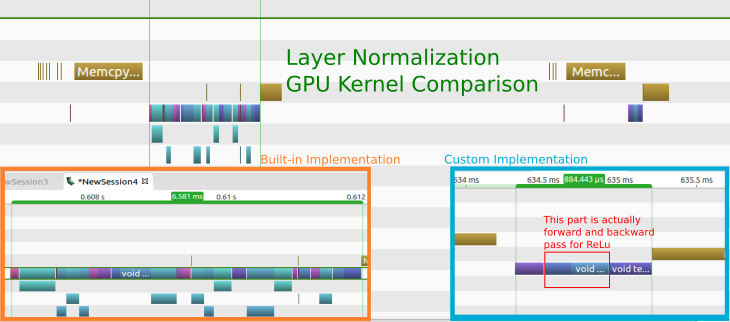 Layer Normalization
GPU Kernel Comparison
Memcpy...
Memc...
Built-in Implementation
Custom Implementation
wSession3
*NewSession4
0.608 s
6.581 ms
0.61 s
0.612
void ...
634 ms
634.5 ms
884.443 µs
635 ms
635.5 ms
This part is actually
forward and backward
pass for ReLu
void ...
void te...